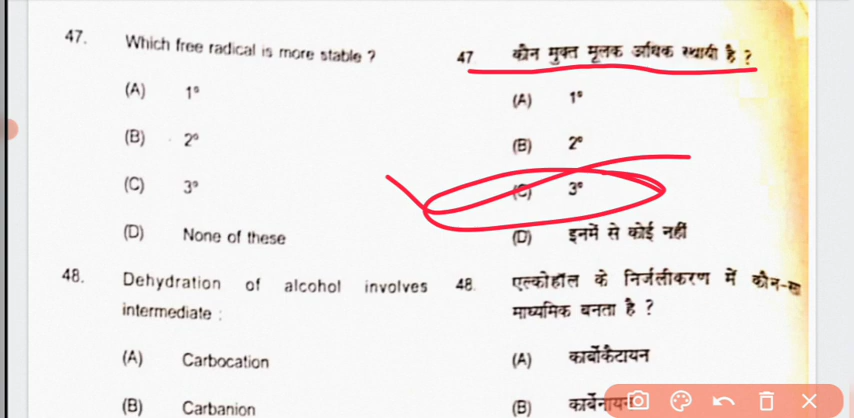 47. Which free radical is more stable ?
(A) 1°
(B) 2°
(C) 3°
(D) None of these
48. Dehydration of alcohol involves
intermediate :
(A) Carbocation
(B) Carbanion
47 कौन मुक्त मूलक अधिक स्थायी है ?
(A) 1°
(B) 2°
(C) 3°
(D) इनमें से कोई नहीं
48. एल्कोहॉल के निर्जलीकरण में कौन-सा
माध्यमिक बनता है ?
(A) कार्बोकैटायन
(B) कार्बेनायन